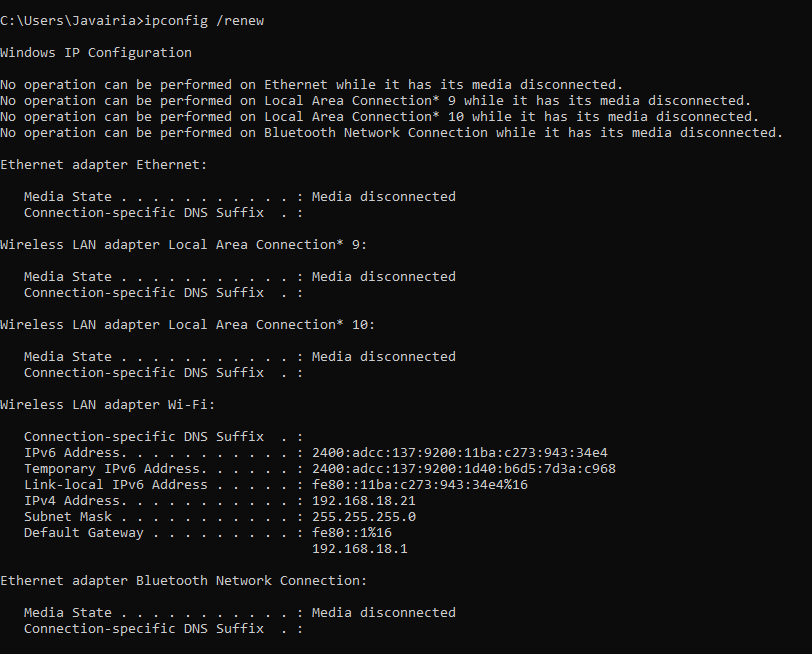 C:\Users\Javairia>ipconfig /renew
Windows IP Configuration
No operation can be performed on Ethernet while it has its media disconnected.
No operation can be performed on Local Area Connection* 9 while it has its media disconnected.
No operation can be performed on Local Area Connection* 10 while it has its media disconnected.
No operation can be performed on Bluetooth Network Connection while it has its media disconnected.
Ethernet adapter Ethernet:
Media State . . . . . . . . . . . : Media disconnected
Connection-specific DNS Suffix  . :
Wireless LAN adapter Local Area Connection* 9:
Media State . . . . . . . . . . . : Media disconnected
Connection-specific DNS Suffix  . :
Wireless LAN adapter Local Area Connection* 10:
Media State . . . . . . . . . . . : Media disconnected
Connection-specific DNS Suffix  . :
Wireless LAN adapter Wi-Fi:
Connection-specific DNS Suffix  . :
IPv6 Address. . . . . . . . . . . : 2400:adcc:137:9200:11ba:c273:943:34e4
Temporary IPv6 Address. . . . . . : 2400:adcc:137:9200:1d40:b6d5:7d3a:c968
Link-local IPv6 Address . . . . . : fe80::11ba:c273:943:34e4%16
IPv4 Address. . . . . . . . . . . : 192.168.18.21
Subnet Mask . . . . . . . . . . . : 255.255.255.0
Default Gateway . . . . . . . . . : fe80::1%16
192.168.18.1
Ethernet adapter Bluetooth Network Connection:
Media State . . . . . . . . . . . : Media disconnected
Connection-specific DNS Suffix  . :